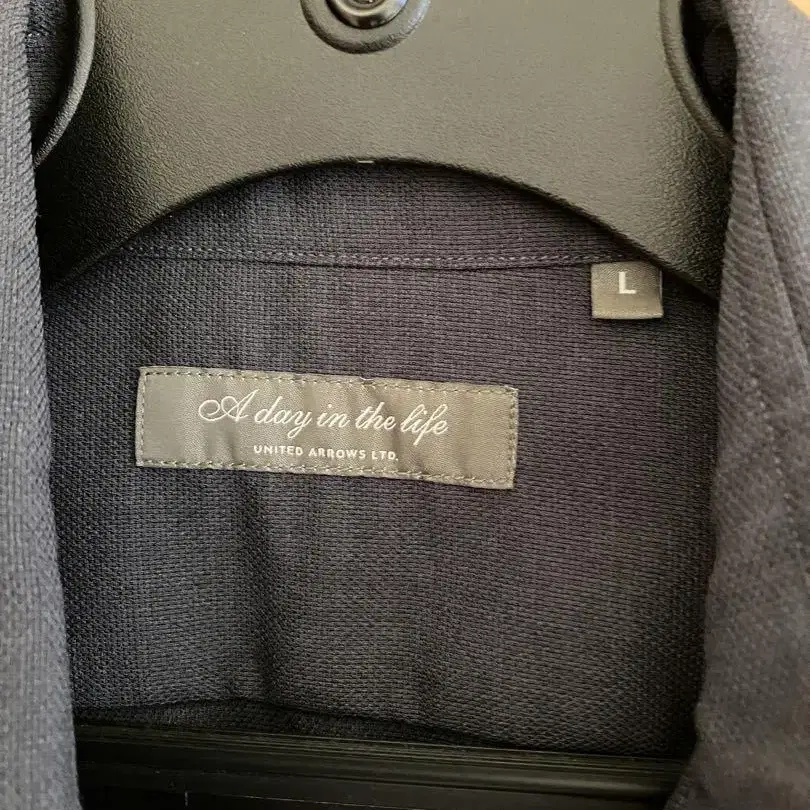 L
A day in the life
UNITED ARROWS LTD.